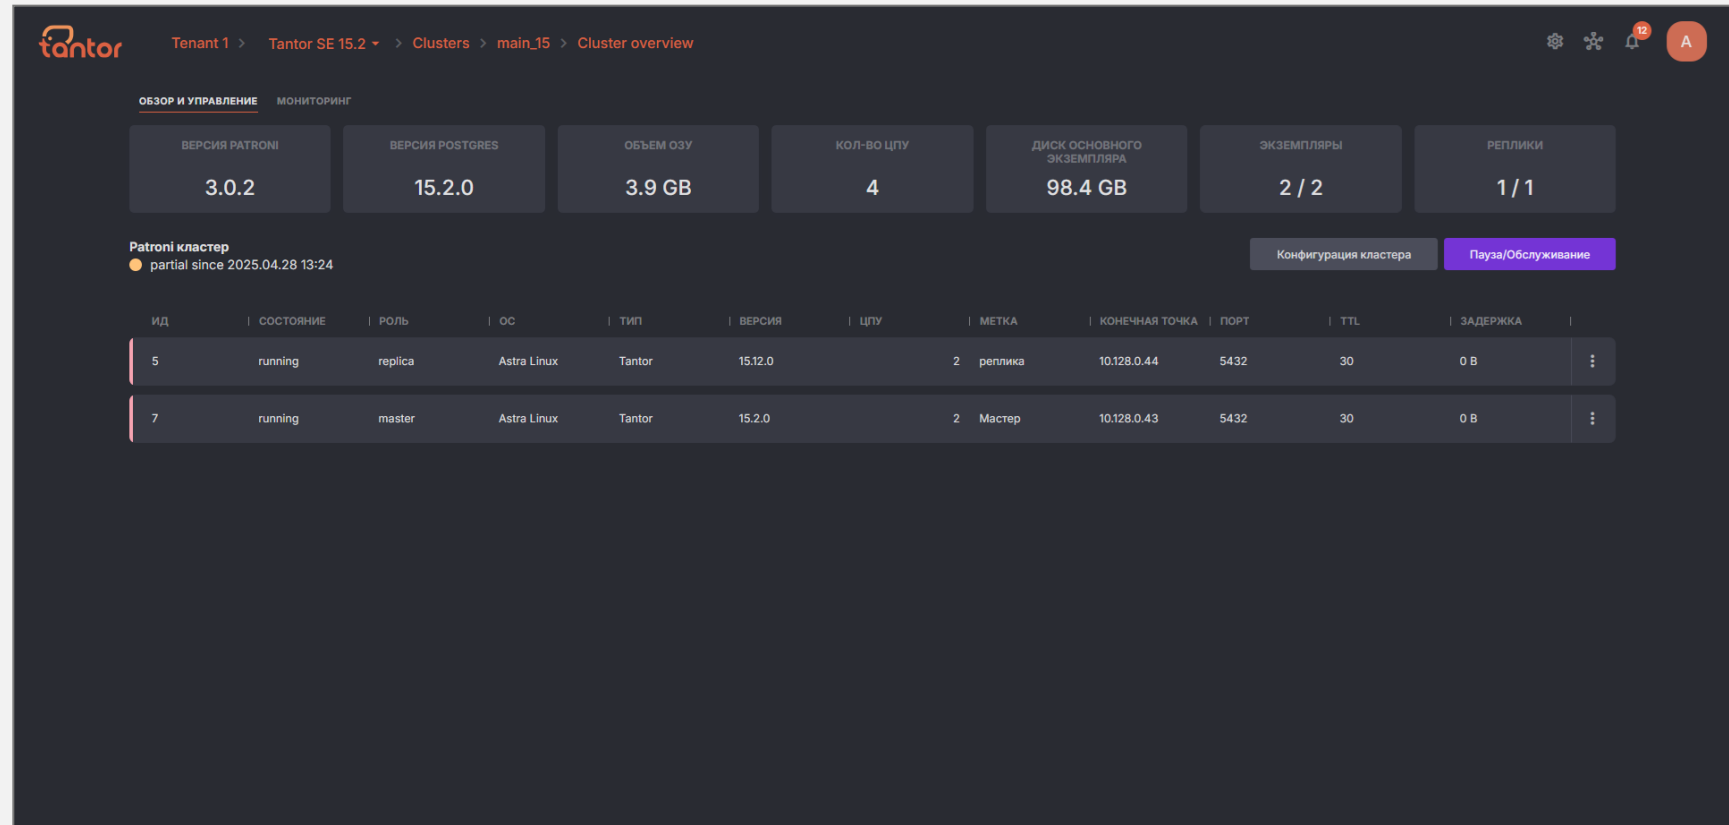 tantor
Tenant 1 > Tantor SE 15.2 > Clusters > main_15 > Cluster overview
12
A
ОБЗОР И УПРАВЛЕНИЕ МОНИТОРИНГ
ВЕРСИЯ PATRONI
3.0.2
ВЕРСИЯ POSTGRES
15.2.0
ОБЪЕМ ОЗУ
3.9 GB
КОЛ-ВО ЦПУ
4
ДИСК ОСНОВНОГО
ЭКЗЕМПЛЯРА
98.4 GB
ЭКЗЕМПЛЯРЫ
2 / 2
РЕПЛИКИ
1 / 1
Patroni кластер
partial since 2025.04.28 13:24
Конфигурация кластера
Пауза/Обслуживание
ИД СОСТОЯНИЕ РОЛЬ ОС ТИП ВЕРСИЯ ЦПУ МЕТКА КОНЕЧНАЯ ТОЧКА ПОРТ TTL ЗАДЕРЖКА
5 running replica Astra Linux Tantor 15.12.0 2 реплика 10.128.0.44 5432 30 0 B
7 running master Astra Linux Tantor 15.2.0 2 Мастер 10.128.0.43 5432 30 0 B